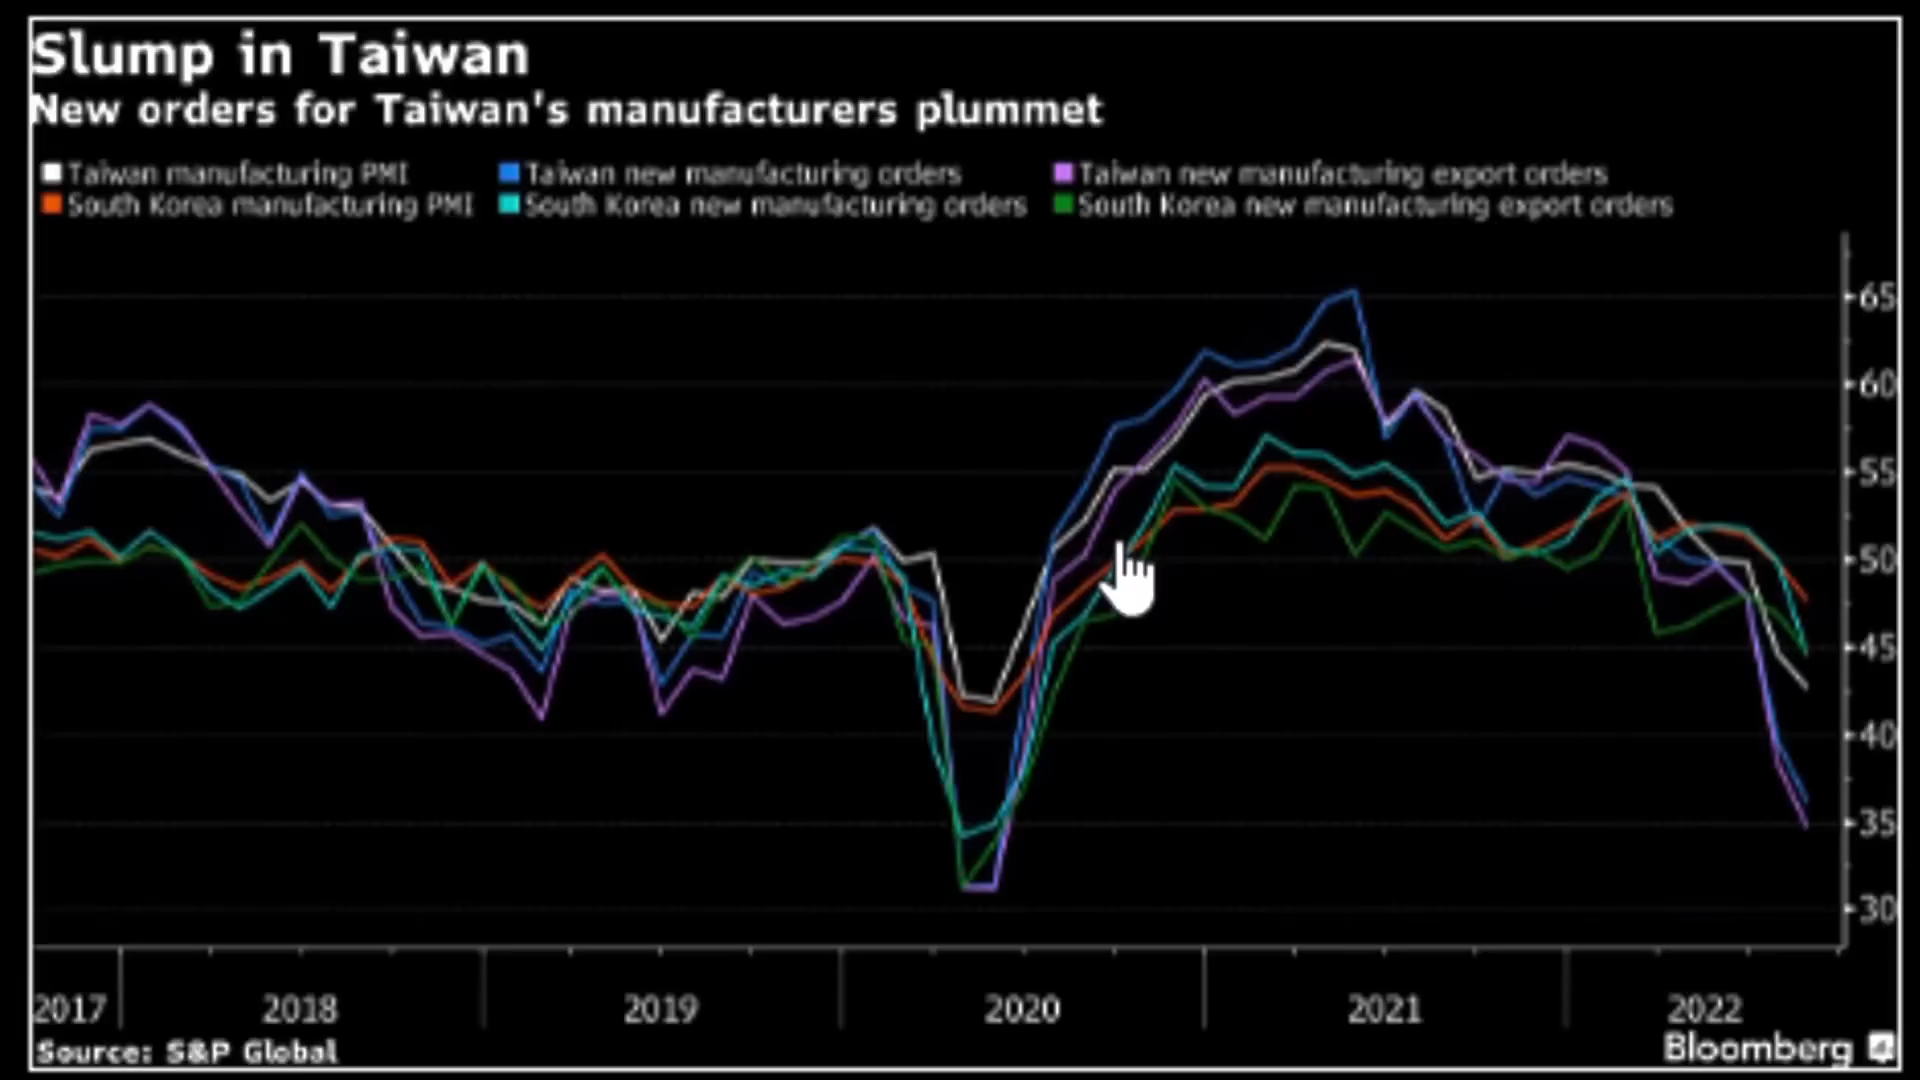 Slump in Taiwan
New orders for Taiwan's manufacturers plummet
Taiwan manufacturing PMI Taiwan new manufacturing orders Taiwan new manufacturing export orders
South Korea manufacturing PMI South Korea new manufacturing orders South Korea new manufacturing export orders
65
60
55
50
45
40
35
30
2017 2018 2019 2020 2021 2022
Source: S&P Global Bloomberg